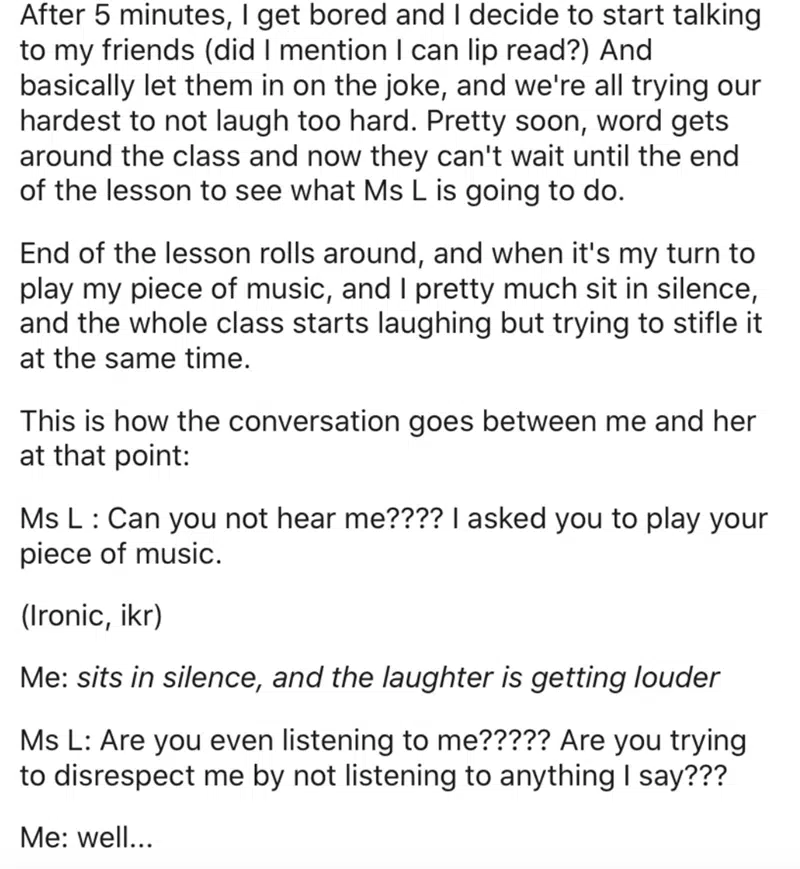 After 5 minutes, I get bored and I decide to start talking
to my friends (did I mention I can lip read?) And
basically let them in on the joke, and we're all trying our
hardest to not laugh too hard. Pretty soon, word gets
around the class and now they can't wait until the end
of the lesson to see what Ms L is going to do.
End of the lesson rolls around, and when it's my turn to
play my piece of music, and I pretty much sit in silence,
and the whole class starts laughing but trying to stifle it
at the same time.
This is how the conversation goes between me and her
at that point:
Ms L : Can you not hear me???? I asked you to play your
piece of music.
(Ironic, ikr)
Me: sits in silence, and the laughter is getting louder
Ms L: Are you even listening to me????? Are you trying
to disrespect me by not listening to anything I say???
Me: well...